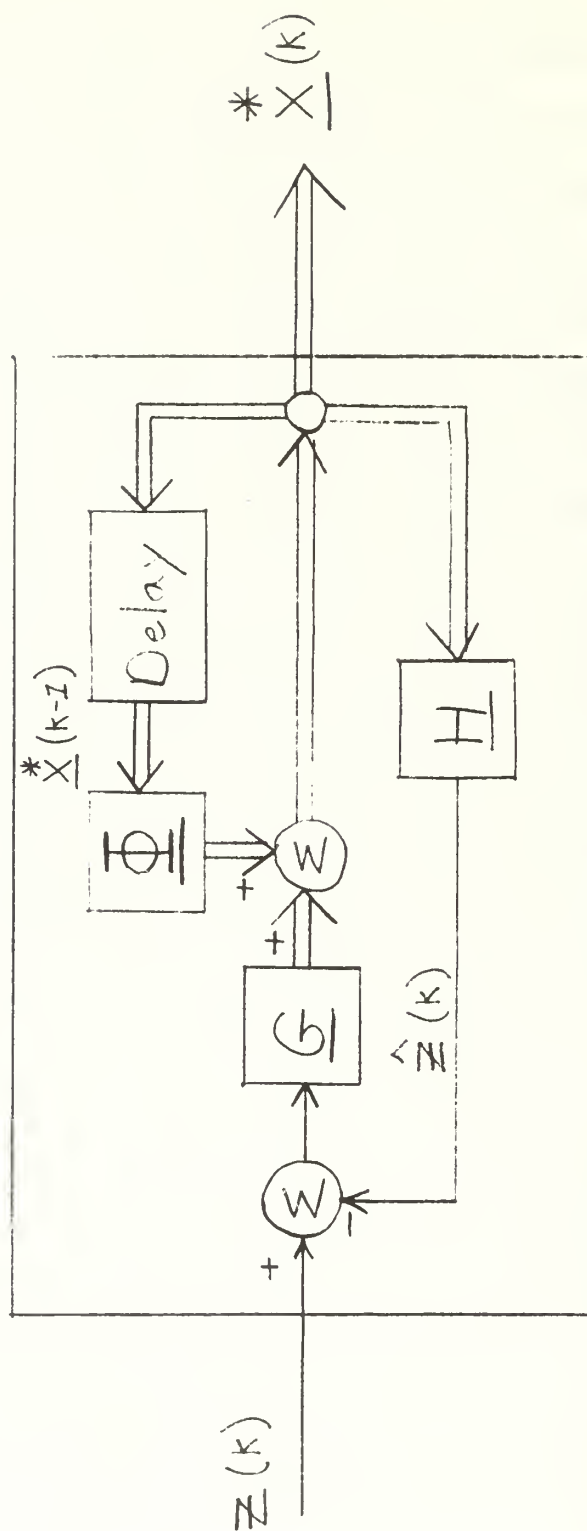 *
X (k-1)
Φ
Delay
Z (k)
+
Σ
-
G
+
+
Σ
*
X (k)
Ẑ (k)
H